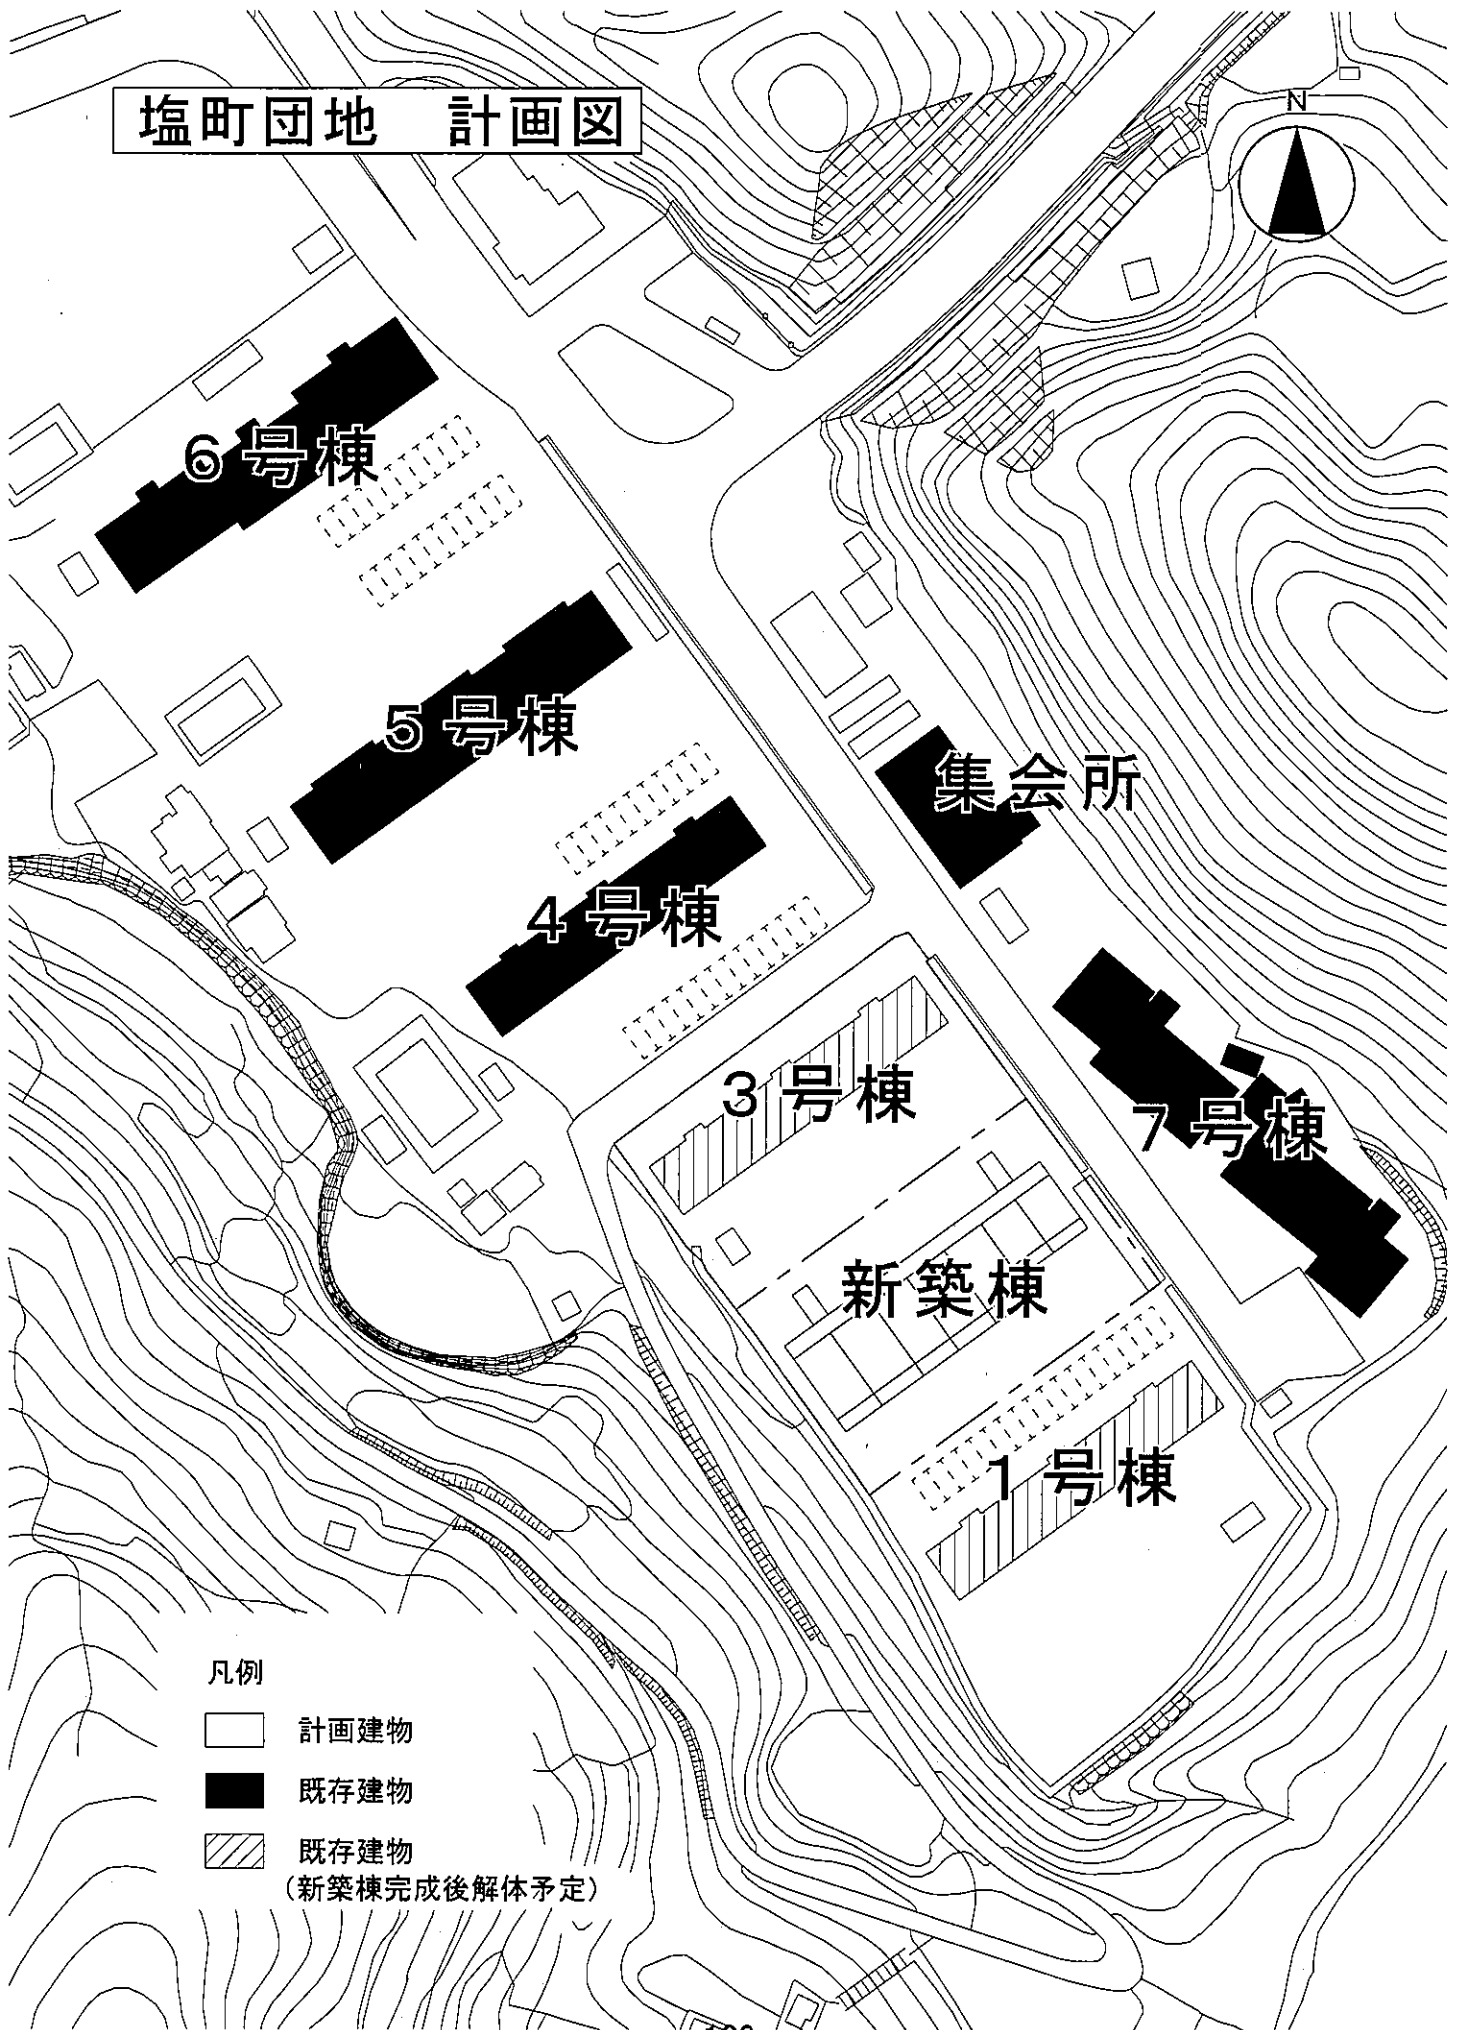 塩町団地　計画図
N
６号棟
５号棟
集会所
４号棟
３号棟
７号棟
新築棟
１号棟
凡例
計画建物
既存建物
既存建物
（新築棟完成後解体予定）